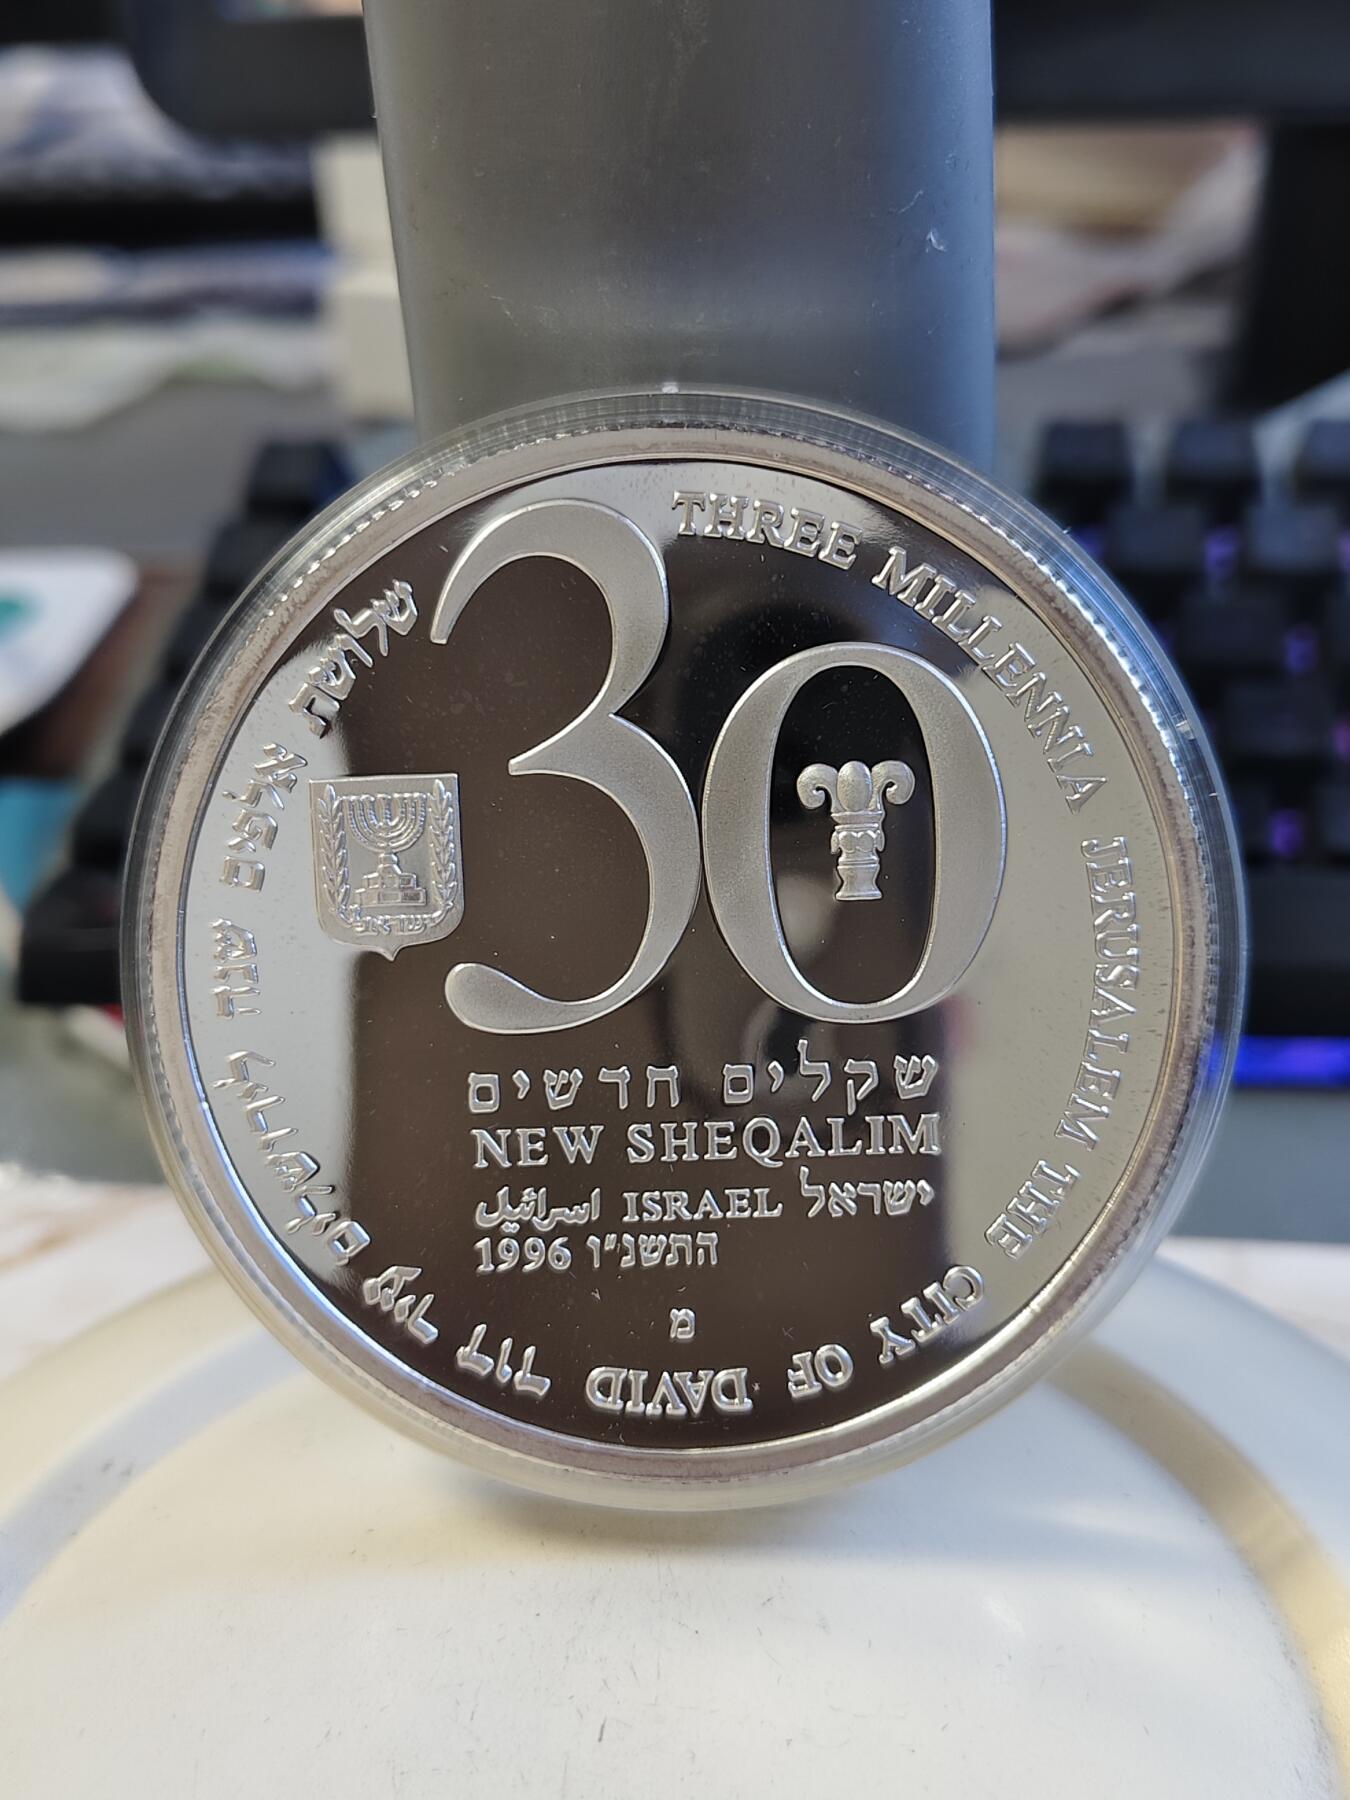 30
שקלים חדשים
NEW SHEQALIM
ישראל ISRAEL اسرائيل
1996 התשנ"ו
מ
THREE MILLENNIA JERUSALEM THE CITY OF DAVID
שלושת אלפים שנה לירושלים עיר דוד
ישראל